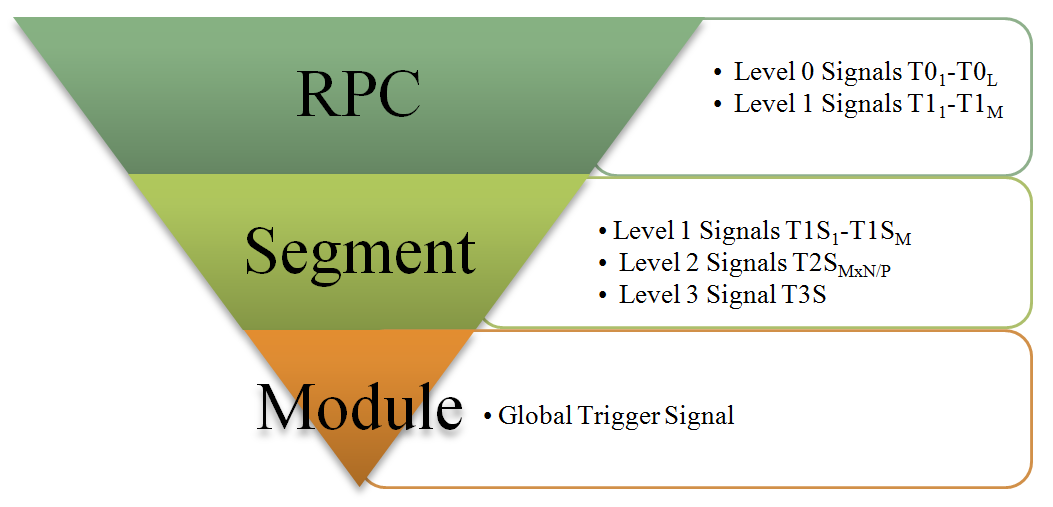 RPC
• Level 0 Signals T0₁-T0L
• Level 1 Signals T1₁-T1M
Segment
• Level 1 Signals T1S₁-T1SM
• Level 2 Signals T2SMxN/P
• Level 3 Signal T3S
Module
• Global Trigger Signal